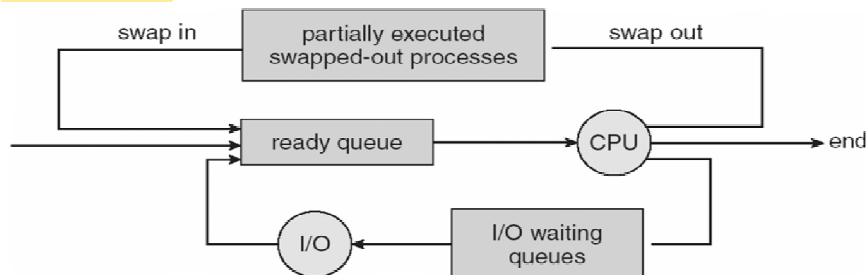 swap in
partially executed
swapped-out processes
swap out
ready queue
CPU
end
I/O
I/O waiting
queues